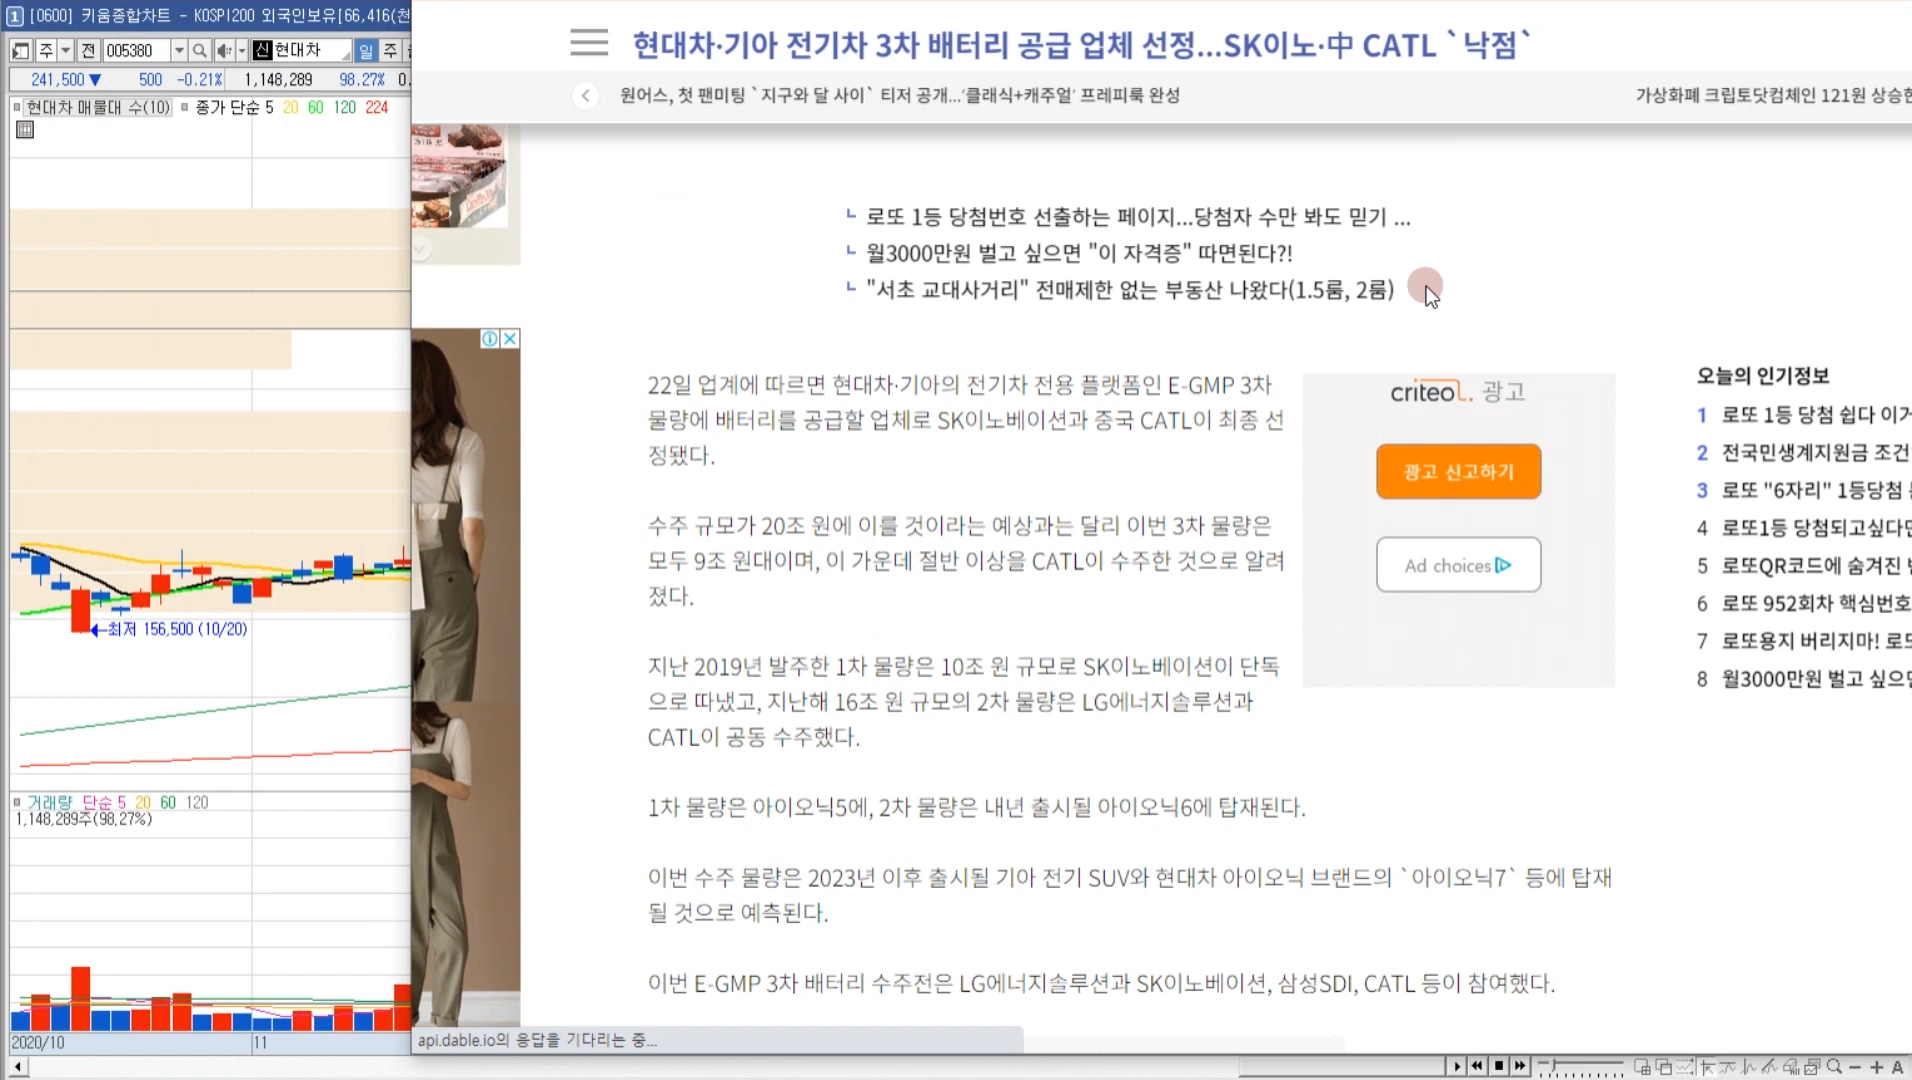 1 [0600] 키움종합차트 - KOSPI200 외국인보유[66,416(천
주 전 005380 신 현대차 일 주
241,500 ▼ 500 -0.21% 1,148,289 98.27% 0.
현대차 매물대 수(10) 종가 단순 5 20 60 120 224
←최저 156,500 (10/20)
거래량 단순 5 20 60 120
1,148,289주(98.27%)
2020/10 11
현대차·기아 전기차 3차 배터리 공급 업체 선정...SK이노·中 CATL `낙점`
원어스, 첫 팬미팅 `지구와 달 사이` 티저 공개...'클래식+캐주얼' 프레피룩 완성
가상화폐 크립토닷컴체인 121원 상승한
ㄴ 로또 1등 당첨번호 선출하는 페이지...당첨자 수만 봐도 믿기 ...
ㄴ 월3000만원 벌고 싶으면 "이 자격증" 따면된다?!
ㄴ "서초 교대사거리" 전매제한 없는 부동산 나왔다(1.5룸, 2룸)
22일 업계에 따르면 현대차·기아의 전기차 전용 플랫폼인 E-GMP 3차
물량에 배터리를 공급할 업체로 SK이노베이션과 중국 CATL이 최종 선
정됐다.
수주 규모가 20조 원에 이를 것이라는 예상과는 달리 이번 3차 물량은
모두 9조 원대이며, 이 가운데 절반 이상을 CATL이 수주한 것으로 알려
졌다.
지난 2019년 발주한 1차 물량은 10조 원 규모로 SK이노베이션이 단독
으로 따냈고, 지난해 16조 원 규모의 2차 물량은 LG에너지솔루션과
CATL이 공동 수주했다.
1차 물량은 아이오닉5에, 2차 물량은 내년 출시될 아이오닉6에 탑재된다.
이번 수주 물량은 2023년 이후 출시될 기아 전기 SUV와 현대차 아이오닉 브랜드의 `아이오닉7` 등에 탑재
될 것으로 예측된다.
이번 E-GMP 3차 배터리 수주전은 LG에너지솔루션과 SK이노베이션, 삼성SDI, CATL 등이 참여했다.
criteo. 광고
광고 신고하기
Ad choices
오늘의 인기정보
1 로또 1등 당첨 쉽다 이거
2 전국민생계지원금 조건
3 로또 "6자리" 1등당첨
4 로또1등 당첨되고싶다면
5 로또QR코드에 숨겨진
6 로또 952회차 핵심번호
7 로또용지 버리지마! 로또
8 월3000만원 벌고 싶으면
api.dable.io의 응답을 기다리는 중...
A